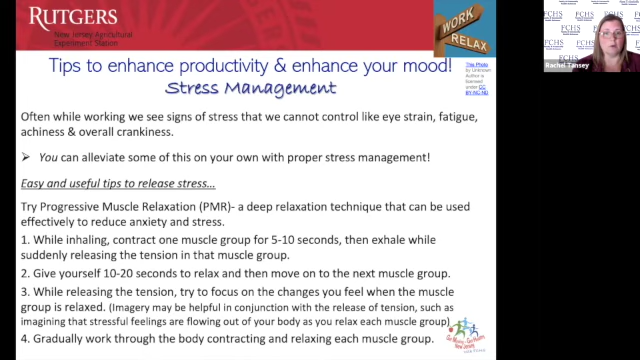 RUTGERS
New Jersey Agricultural
Experiment Station
WORK
RELAX
FCHS
FCHS
FCHS
FCHS
Rachel Tansey
Tips to enhance productivity & enhance your mood!
Stress Management
This Photo
by Unknown
Author is
licensed
under CC
BY-NC-ND
Often while working we see signs of stress that we cannot control like eye strain, fatigue,
achiness & overall crankiness.
➤ You can alleviate some of this on your own with proper stress management!
Easy and useful tips to release stress…
Try Progressive Muscle Relaxation (PMR)- a deep relaxation technique that can be used
effectively to reduce anxiety and stress.
1. While inhaling, contract one muscle group for 5-10 seconds, then exhale while
suddenly releasing the tension in that muscle group.
2. Give yourself 10-20 seconds to relax and then move on to the next muscle group.
3. While releasing the tension, try to focus on the changes you feel when the muscle
group is relaxed. (Imagery may be helpful in conjunction with the release of tension, such as
imagining that stressful feelings are flowing out of your body as you relax each muscle group)
4. Gradually work through the body contracting and relaxing each muscle group.